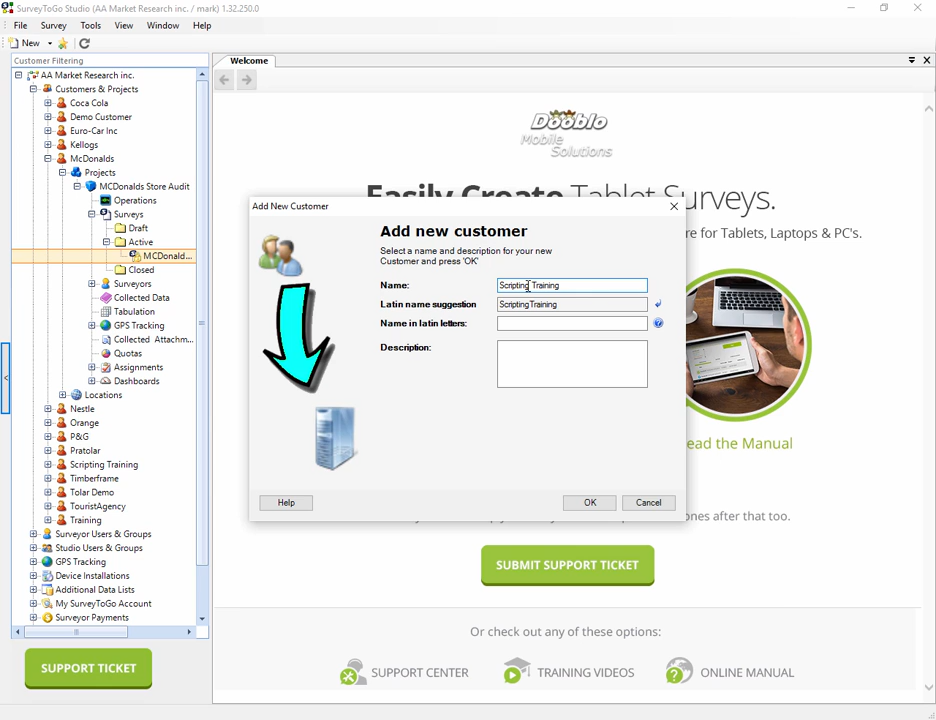 SurveyToGo Studio (AA Market Research inc. / mark) 1.32.250.0
File Survey Tools View Window Help
New
Customer Filtering
Welcome
AA Market Research inc.
Customers & Projects
Coca Cola
Demo Customer
Euro-Car Inc
Kellogs
McDonalds
Projects
MCDonalds Store Audit
Operations
Surveys
Draft
Active
MCDonald...
Closed
Surveyors
Collected Data
Tabulation
GPS Tracking
Collected Attachm...
Quotas
Assignments
Dashboards
Locations
Nestle
Orange
P&G
Pratolar
Scripting Training
Timberframe
Tolar Demo
TouristAgency
Training
Surveyor Users & Groups
Studio Users & Groups
GPS Tracking
Device Installations
Additional Data Lists
My SurveyToGo Account
Surveyor Payments
SUPPORT TICKET
Dooblo
Mobile
Solutions
Easily Create Tablet Surveys.
re for Tablets, Laptops & PC's.
Add New Customer
Add new customer
Select a name and description for your new
Customer and press 'OK'
Name: Scripting Training
Latin name suggestion ScriptingTraining
Name in latin letters:
Description:
Help OK Cancel
ead the Manual
ones after that too.
SUBMIT SUPPORT TICKET
Or check out any of these options:
SUPPORT CENTER TRAINING VIDEOS ONLINE MANUAL